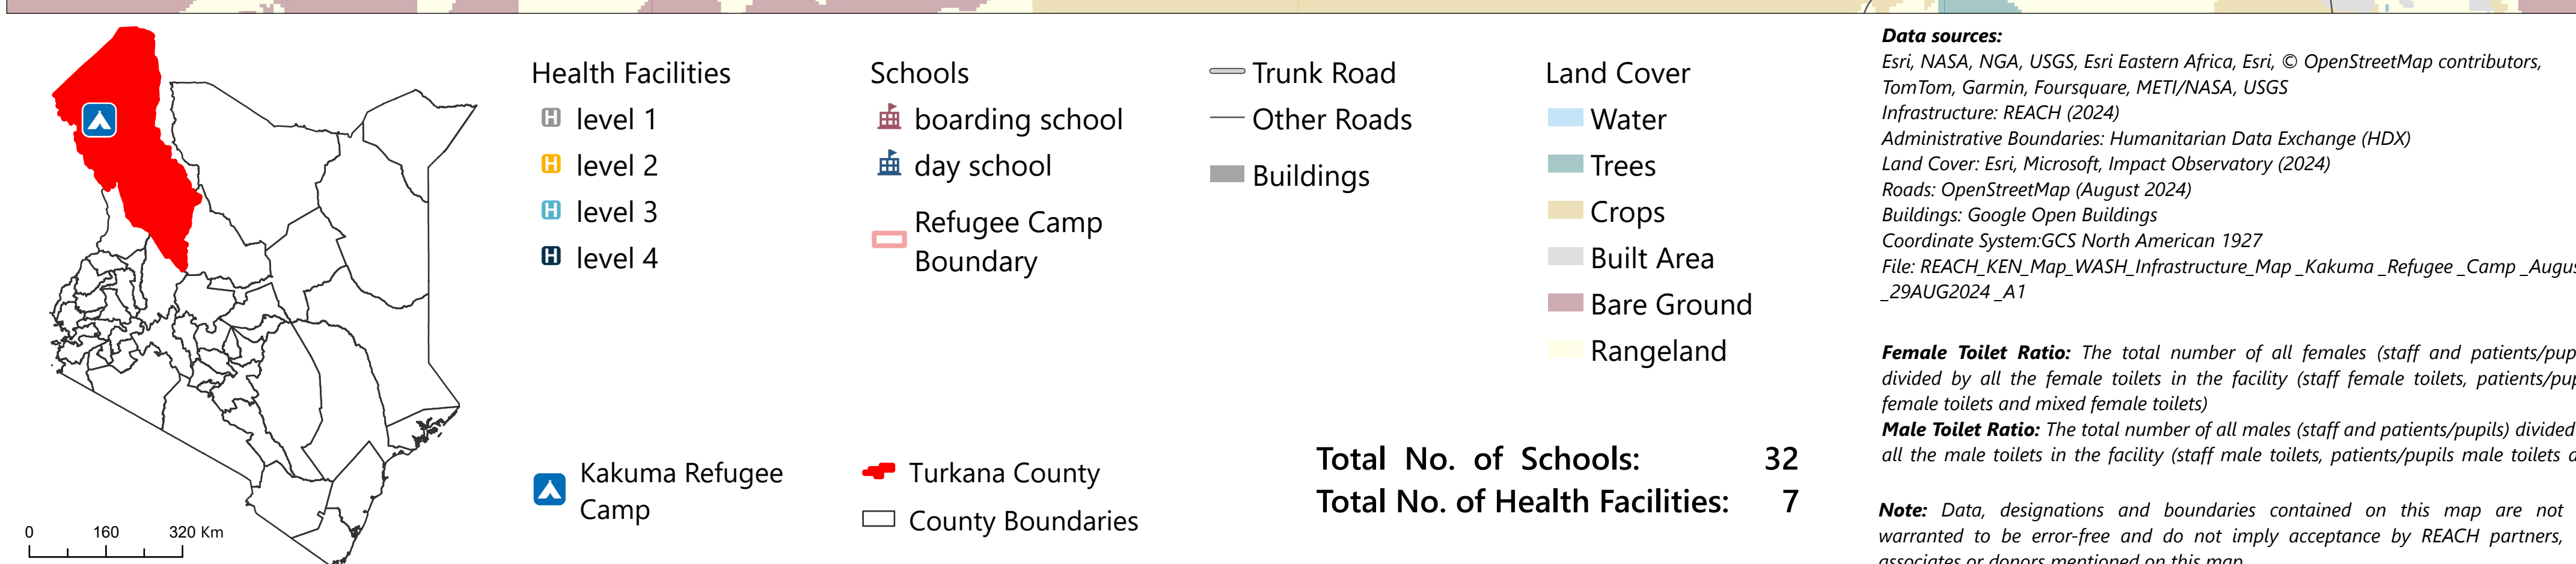 Health Facilities
level 1
level 2
level 3
level 4
Schools
boarding school
day school
Refugee Camp
Boundary
Trunk Road
Other Roads
Buildings
Land Cover
Water
Trees
Crops
Built Area
Bare Ground
Rangeland
Kakuma Refugee
Camp
Turkana County
County Boundaries
0 160 320 Km
Total No. of Schools: 32
Total No. of Health Facilities: 7
Data sources:
Esri, NASA, NGA, USGS, Esri Eastern Africa, Esri, © OpenStreetMap contributors,
TomTom, Garmin, Foursquare, METI/NASA, USGS
Infrastructure: REACH (2024)
Administrative Boundaries: Humanitarian Data Exchange (HDX)
Land Cover: Esri, Microsoft, Impact Observatory (2024)
Roads: OpenStreetMap (August 2024)
Buildings: Google Open Buildings
Coordinate System:GCS North American 1927
File: REACH_KEN_Map_WASH_Infrastructure_Map _Kakuma _Refugee _Camp _Augus
_29AUG2024 _A1
Female Toilet Ratio: The total number of all females (staff and patients/pup
divided by all the female toilets in the facility (staff female toilets, patients/pup
female toilets and mixed female toilets)
Male Toilet Ratio: The total number of all males (staff and patients/pupils) divided
all the male toilets in the facility (staff male toilets, patients/pupils male toilets
Note: Data, designations and boundaries contained on this map are not
warranted to be error-free and do not imply acceptance by REACH partners,
associates or donors mentioned on this map